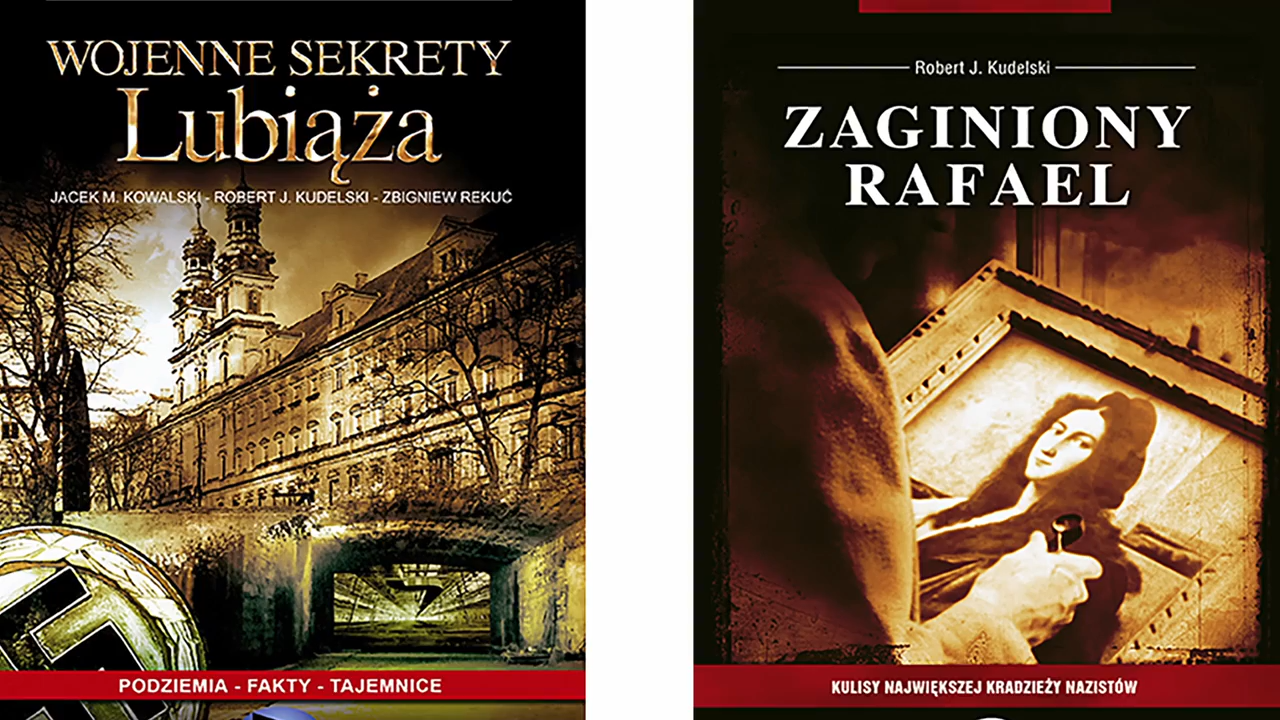 WOJENNE SEKRETY
Lubiąża
JACEK M. KOWALSKI - ROBERT J. KUDELSKI - ZBIGNIEW REKUĆ
PODZIEMIA - FAKTY - TAJEMNICE
Robert J. Kudelski
ZAGINIONY
RAFAEL
KULISY NAJWIĘKSZEJ KRADZIEŻY NAZISTÓW